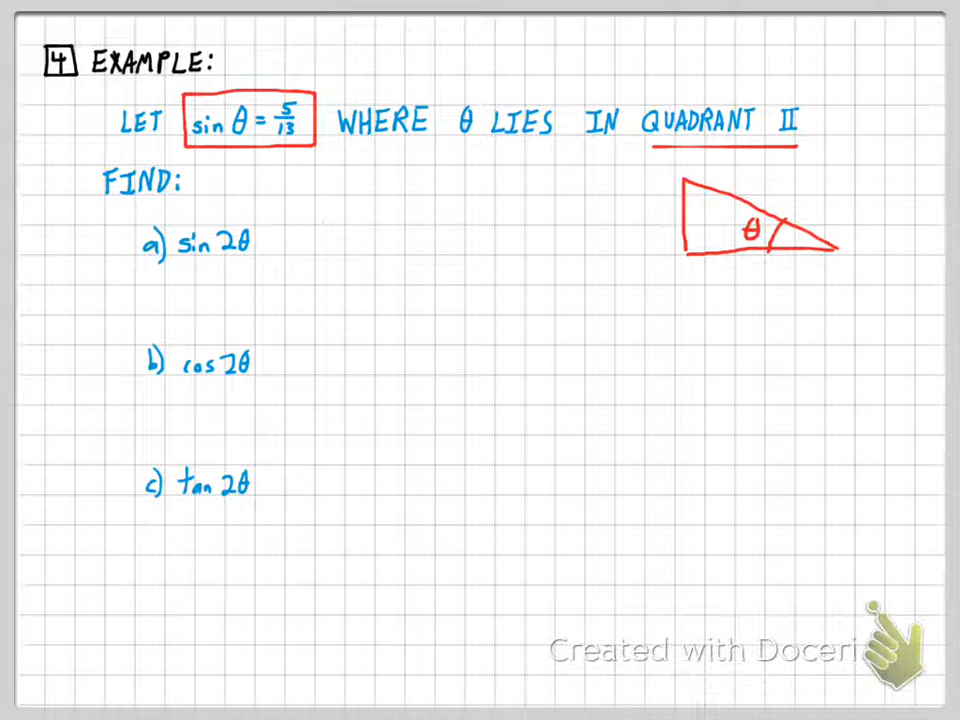 4 EXAMPLE:
LET sin θ = 5/13 WHERE θ LIES IN QUADRANT II
FIND:
θ
a) sin 2θ
b) cos 2θ
c) tan 2θ
Created with Doceri